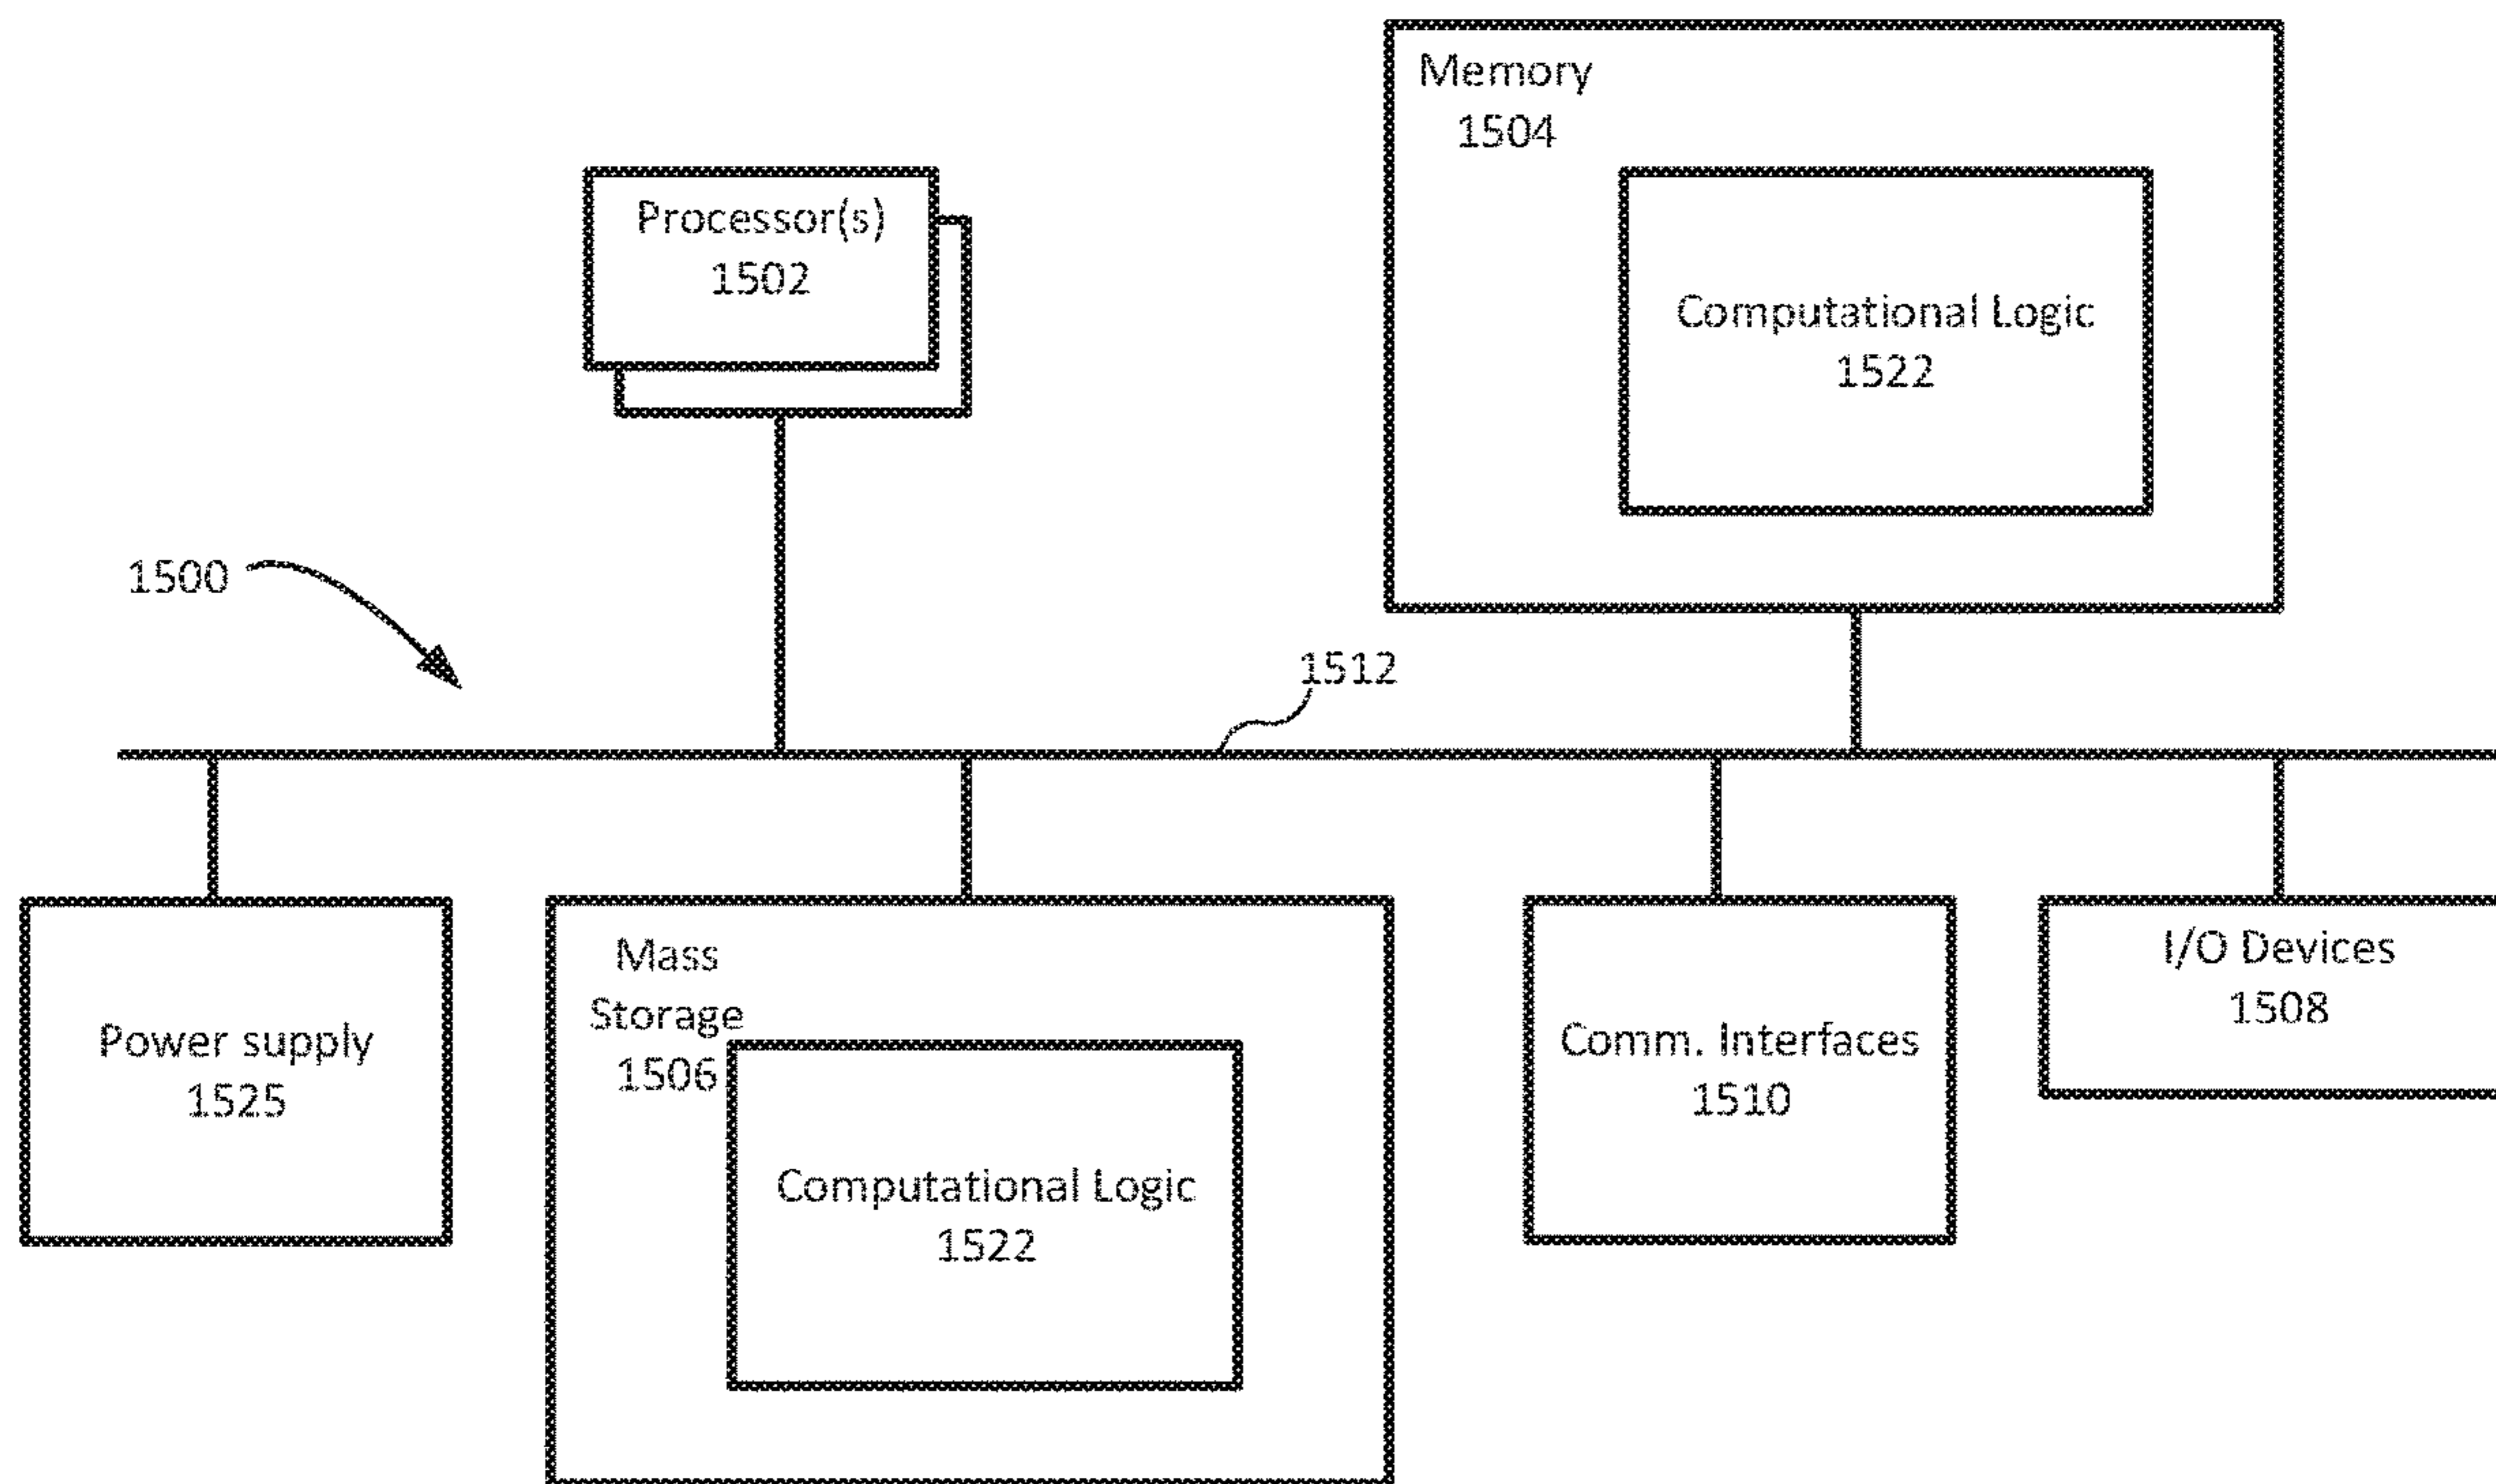 Memory
1504
Processor(s)
1502
Computational Logic
1522
1500
1512
Power supply
1525
Mass
Storage
1506
Computational Logic
1522
Comm. Interfaces
1510
I/O Devices
1508